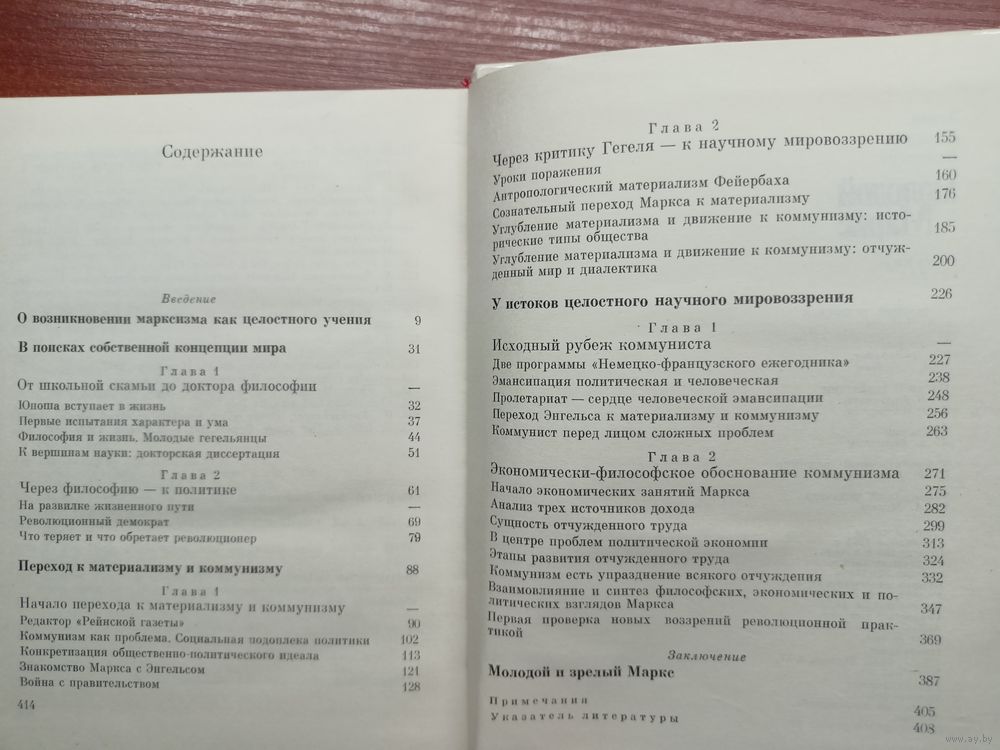 Содержание
Введение
О возникновении марксизма как целостного учения 9
В поисках собственной концепции мира 31
Глава 1
От школьной скамьи до доктора философии —
Юноша вступает в жизнь 32
Первые испытания характера и ума 37
Философия и жизнь. Молодые гегельянцы 44
К вершинам науки: докторская диссертация 51
Глава 2
Через философию — к политике 61
На развилке жизненного пути —
Революционный демократ 69
Что теряет и что обретает революционер 79
Переход к материализму и коммунизму 88
Глава 1
Начало перехода к материализму и коммунизму —
Редактор «Рейнской газеты» 90
Коммунизм как проблема. Социальная подоплека политики 102
Конкретизация общественно-политического идеала 113
Знакомство Маркса с Энгельсом 121
Война с правительством 128
414
Глава 2
Через критику Гегеля — к научному мировоззрению 155
Уроки поражения —
Антропологический материализм Фейербаха 160
Сознательный переход Маркса к материализму 176
Углубление материализма и движение к коммунизму: исто-
рические типы общества 185
Углубление материализма и движение к коммунизму: отчуж-
денный мир и диалектика 200
У истоков целостного научного мировоззрения 226
Глава 1
Исходный рубеж коммуниста —
Две программы «Немецко-французского ежегодника» 227
Эмансипация политическая и человеческая 238
Пролетариат — сердце человеческой эмансипации 248
Переход Энгельса к материализму и коммунизму 256
Коммунист перед лицом сложных проблем 263
Глава 2
Экономически-философское обоснование коммунизма 271
Начало экономических занятий Маркса 275
Анализ трех источников дохода 282
Сущность отчужденного труда 299
В центре проблем политической экономии 313
Этапы развития отчужденного труда 324
Коммунизм есть упразднение всякого отчуждения 332
Взаимовлияние и синтез философских, экономических и по-
литических взглядов Маркса 347
Первая проверка новых воззрений революционной прак-
тикой 369
Заключение
Молодой и зрелый Маркс 387
Примечания 405
Указатель литературы 408
www.ay.by